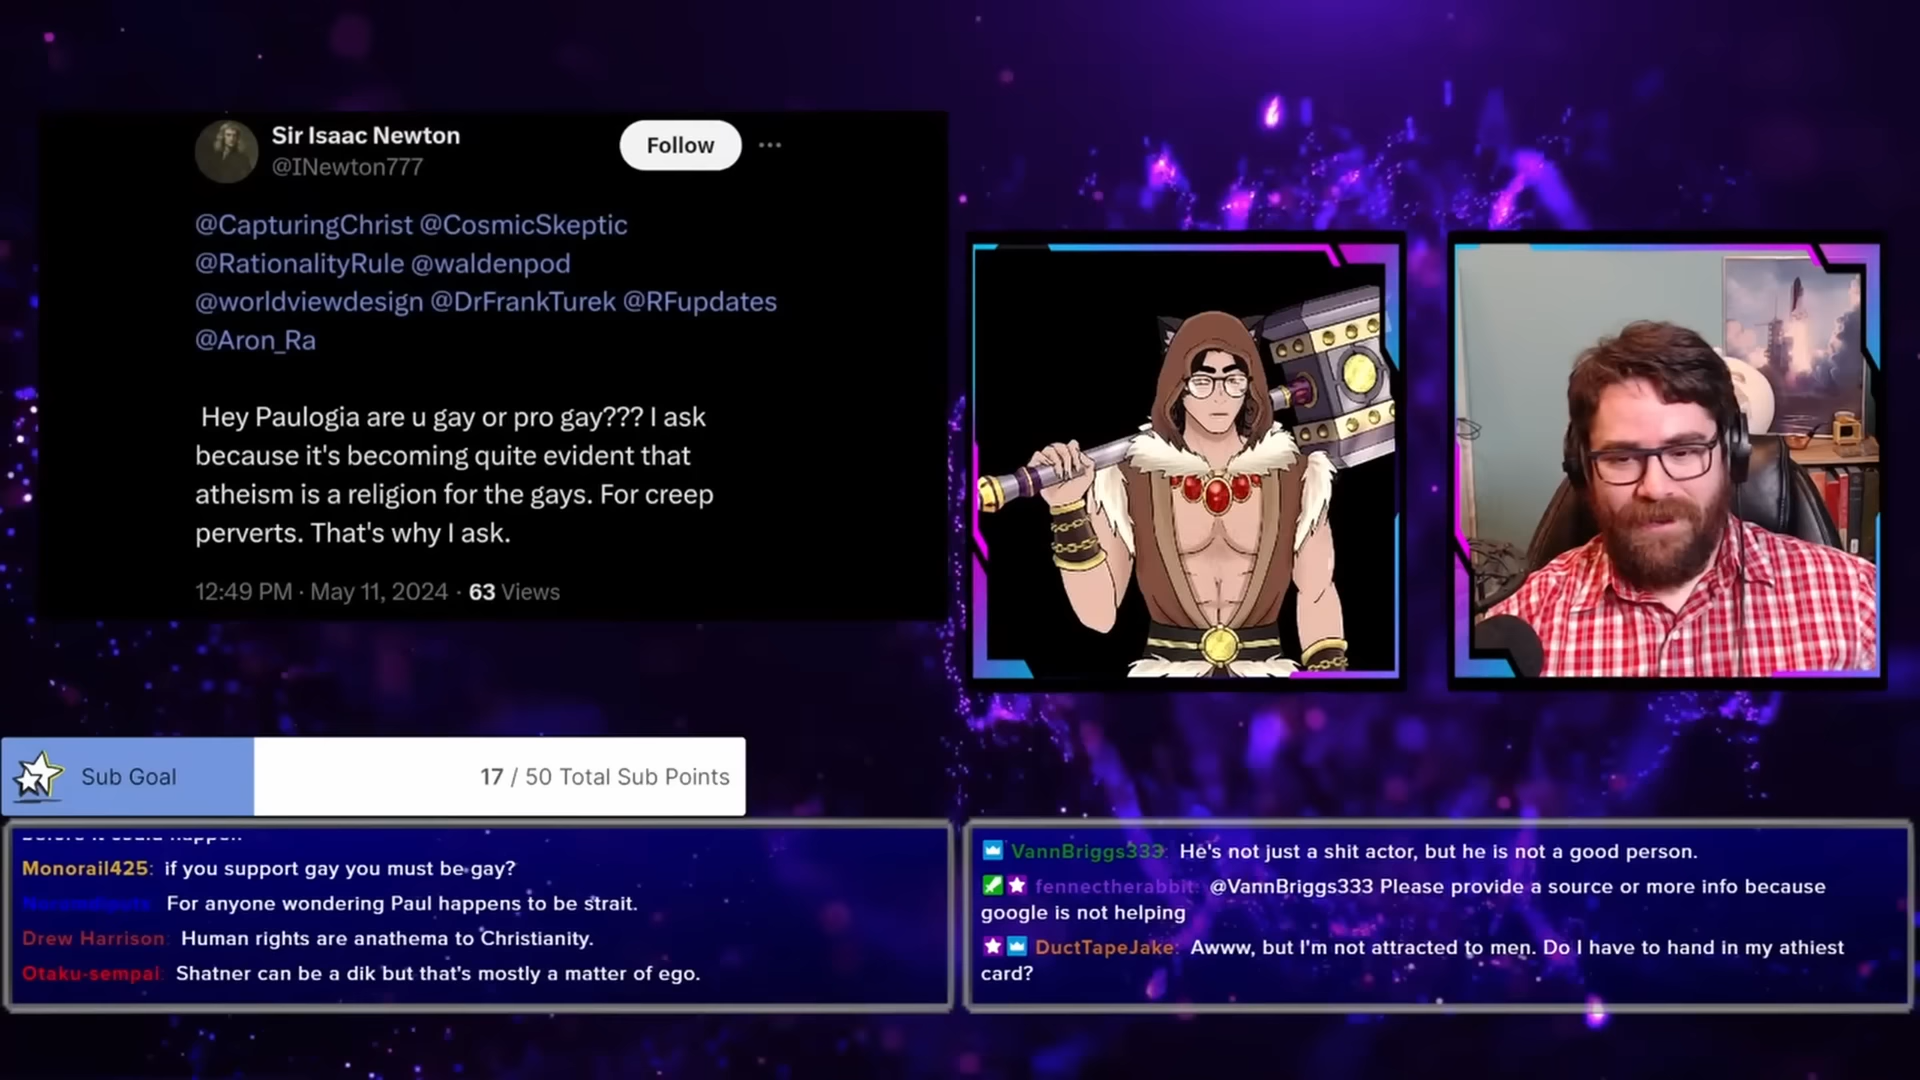 Sir Isaac Newton
@INewton777
Follow
@CapturingChrist @CosmicSkeptic
@RationalityRule @waldenpod
@worldviewdesign @DrFrankTurek @RFupdates
@Aron_Ra
Hey Paulogia are u gay or pro gay??? I ask
because it's becoming quite evident that
atheism is a religion for the gays. For creep
perverts. That's why I ask.
12:49 PM · May 11, 2024 · 63 Views
Sub Goal
17 / 50 Total Sub Points
before it could happen
Monorail425: if you support gay you must be gay?
For anyone wondering Paul happens to be strait.
Drew Harrison: Human rights are anathema to Christianity.
Otaku-sempai: Shatner can be a dik but that's mostly a matter of ego.
VannBriggs333: He's not just a shit actor, but he is not a good person.
fennectherabbit: @VannBriggs333 Please provide a source or more info because
google is not helping
DuctTapeJake: Awww, but I'm not attracted to men. Do I have to hand in my athiest
card?